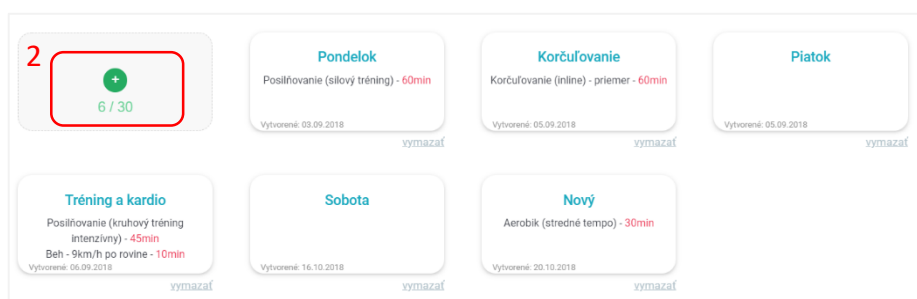 2
+
6 / 30
Pondelok
Posilňovanie (silový tréning) - 60min
Vytvorené: 03.09.2018
vymazať
Korčuľovanie
Korčuľovanie (inline) - priemer - 60min
Vytvorené: 05.09.2018
vymazať
Piatok
Vytvorené: 05.09.2018
vymazať
Tréning a kardio
Posilňovanie (kruhový tréning
intenzívny) - 45min
Beh - 9km/h po rovine - 10min
Vytvorené: 06.09.2018
vymazať
Sobota
Vytvorené: 16.10.2018
vymazať
Nový
Aerobik (stredné tempo) - 30min
Vytvorené: 20.10.2018
vymazať